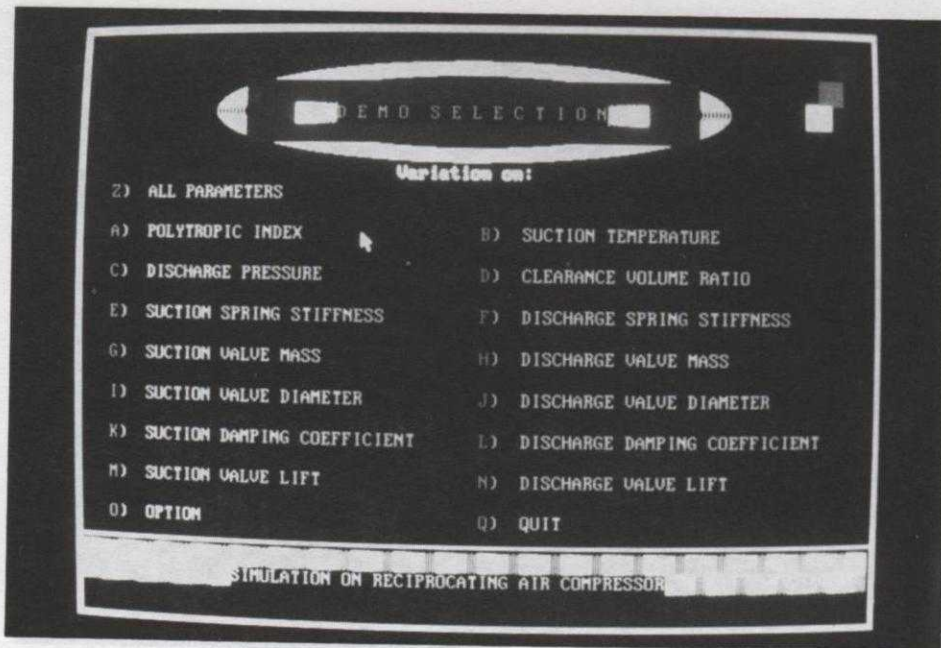 DEMO SELECTION
Variation on:
Z) ALL PARAMETERS
A) POLYTROPIC INDEX
B) SUCTION TEMPERATURE
C) DISCHARGE PRESSURE
D) CLEARANCE VOLUME RATIO
E) SUCTION SPRING STIFFNESS
F) DISCHARGE SPRING STIFFNESS
G) SUCTION VALVE MASS
H) DISCHARGE VALVE MASS
I) SUCTION VALVE DIAMETER
J) DISCHARGE VALVE DIAMETER
K) SUCTION DAMPING COEFFICIENT
L) DISCHARGE DAMPING COEFFICIENT
M) SUCTION VALVE LIFT
N) DISCHARGE VALVE LIFT
O) OPTION
Q) QUIT
SIMULATION ON RECIPROCATING AIR COMPRESSOR